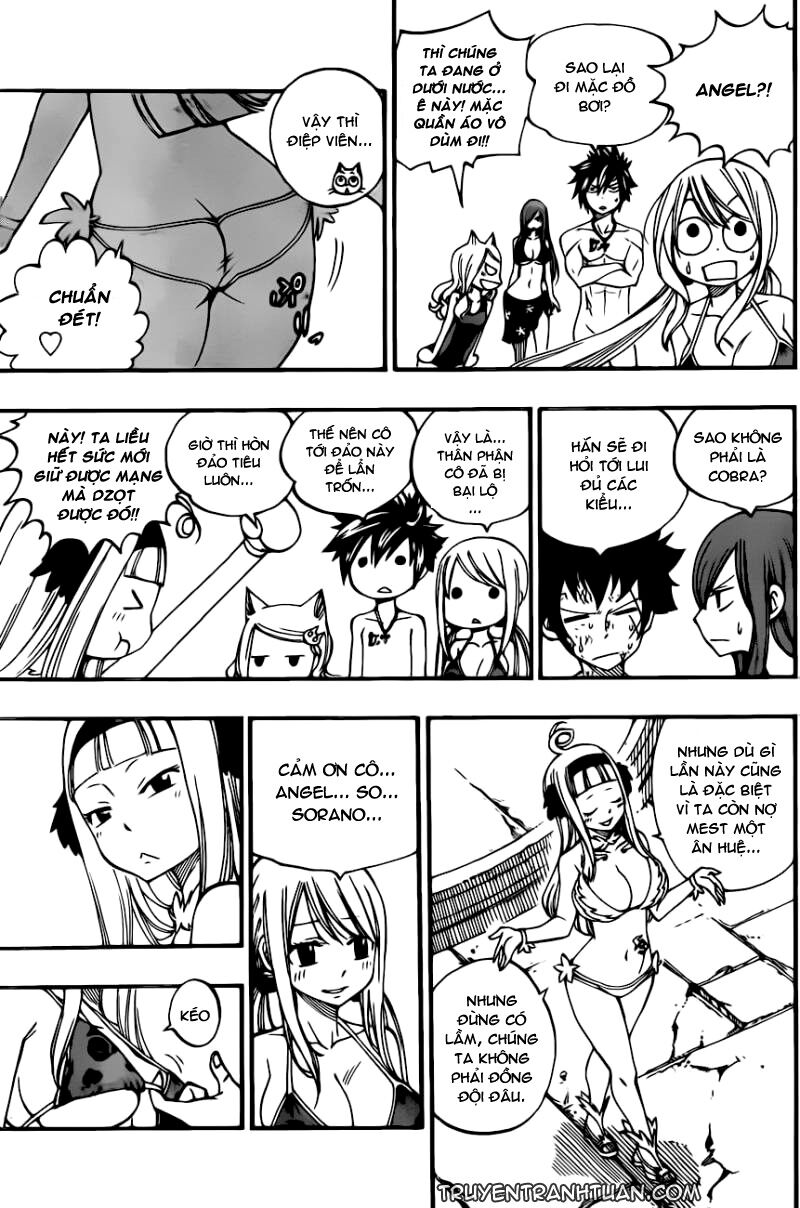 ANGEL?!
SAO LẠI
ĐI MẶC ĐỒ
BƠI?
THÌ CHÚNG
TA ĐANG Ở
DƯỚI NƯỚC...
Ê NÀY! MẶC
QUẦN ÁO VÔ
DÙM ĐI!!
VẬY THÌ
ĐIỆP VIÊN...
CHUẨN
ĐÉT!
SAO KHÔNG
PHẢI LÀ
COBRA?
HẮN SẼ ĐI
HỎI TỚI LUI
ĐỦ CÁC
KIỂU...
VẬY LÀ...
THÂN PHẬN
CÔ ĐÃ BỊ
BẠI LỘ
...
THẾ NÊN CÔ
TỚI ĐẢO NÀY
ĐỂ LẨN
TRỐN...
GIỜ THÌ HÒN
ĐẢO TIÊU
LUÔN...
NÀY! TA LIỀU
HẾT SỨC MỚI
GIỮ ĐƯỢC MẠNG
MÀ DZỌT
ĐƯỢC ĐÓ!!
NHƯNG DÙ GÌ
LẦN NÀY CŨNG
LÀ ĐẶC BIỆT
VÌ TA CÒN NỢ
MEST MỘT
ÂN HUỆ...
NHƯNG
ĐỪNG CÓ
LẦM, CHÚNG
TA KHÔNG
PHẢI ĐỒNG
ĐỘI ĐÂU.
CẢM ƠN CÔ...
ANGEL... SO...
SORANO...
KÉO
TRUYENTRANHTUAN.COM